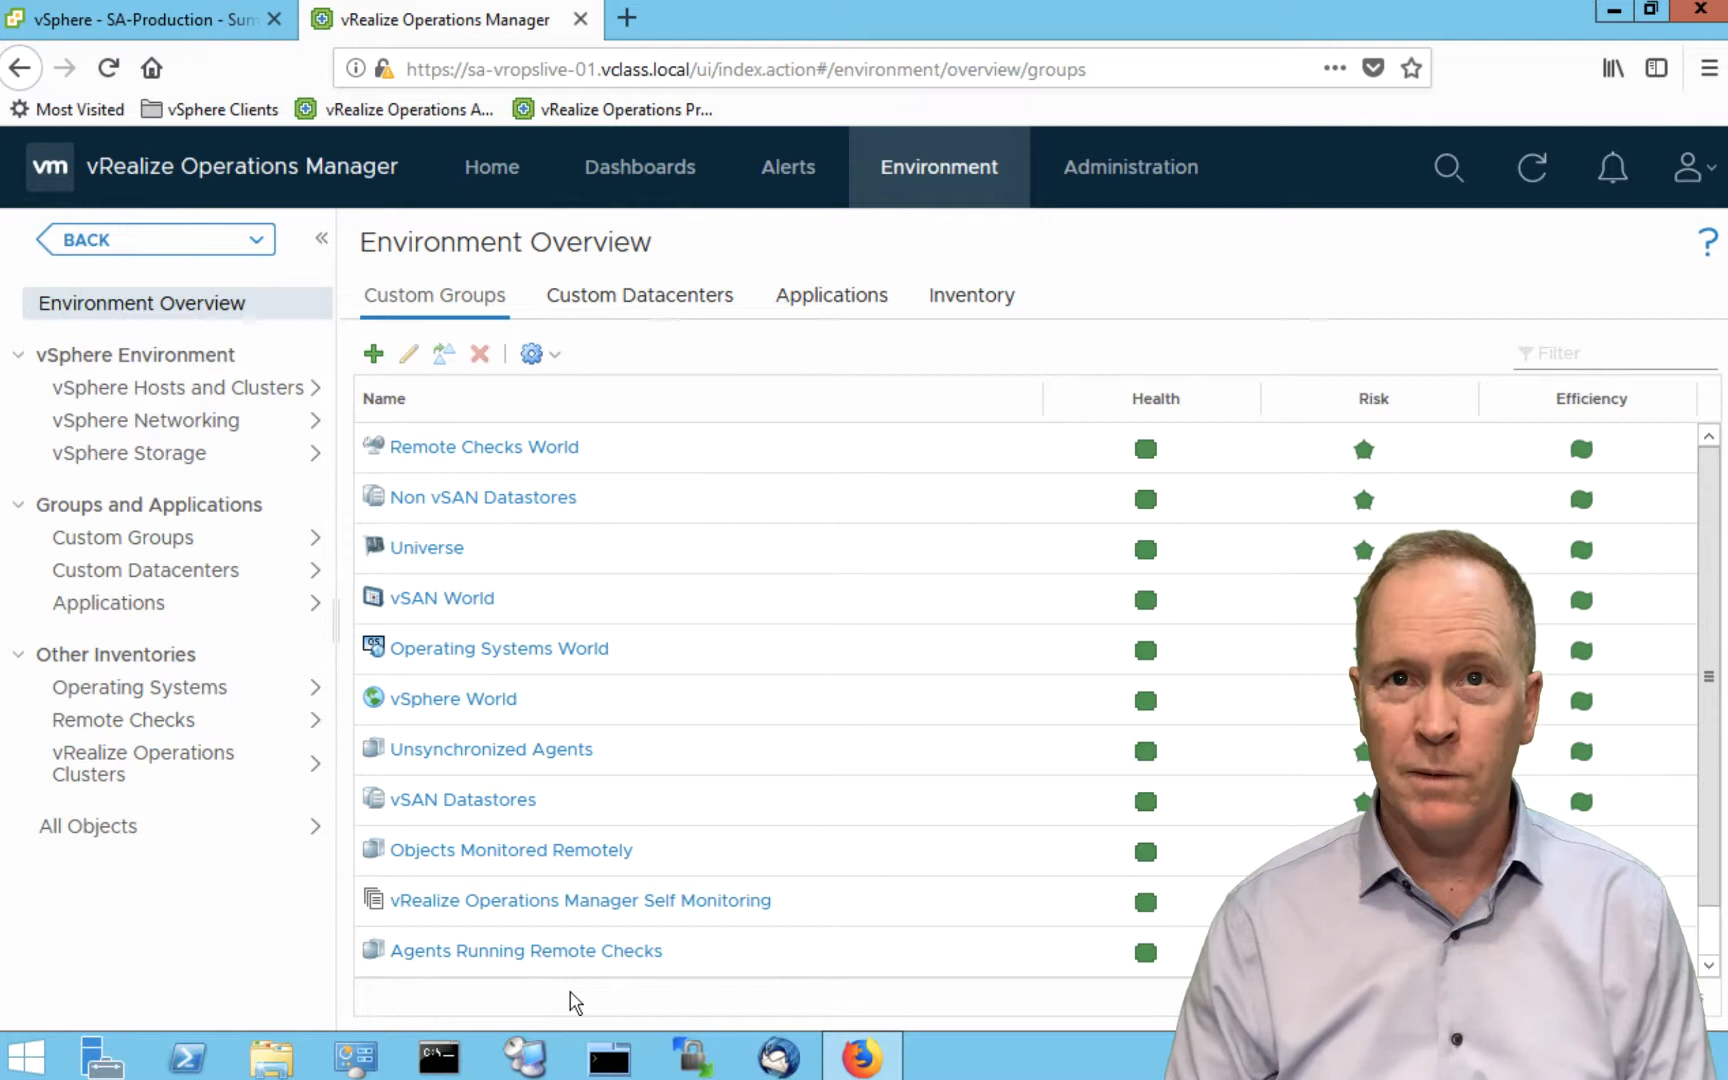 vSphere - SA-Production - Sum
vRealize Operations Manager
https://sa-vropslive-01.vclass.local/ui/index.action#/environment/overview/groups
Most Visited
vSphere Clients
vRealize Operations A...
vRealize Operations Pr...
vm
vRealize Operations Manager
Home
Dashboards
Alerts
Environment
Administration
BACK
Environment Overview
vSphere Environment
vSphere Hosts and Clusters
vSphere Networking
vSphere Storage
Groups and Applications
Custom Groups
Custom Datacenters
Applications
Other Inventories
Operating Systems
Remote Checks
vRealize Operations
Clusters
All Objects
Environment Overview
?
Custom Groups
Custom Datacenters
Applications
Inventory
Filter
Name
Health
Risk
Efficiency
Remote Checks World
Non vSAN Datastores
Universe
vSAN World
OS
Operating Systems World
vSphere World
Unsynchronized Agents
vSAN Datastores
Objects Monitored Remotely
vRealize Operations Manager Self Monitoring
Agents Running Remote Checks
C:\